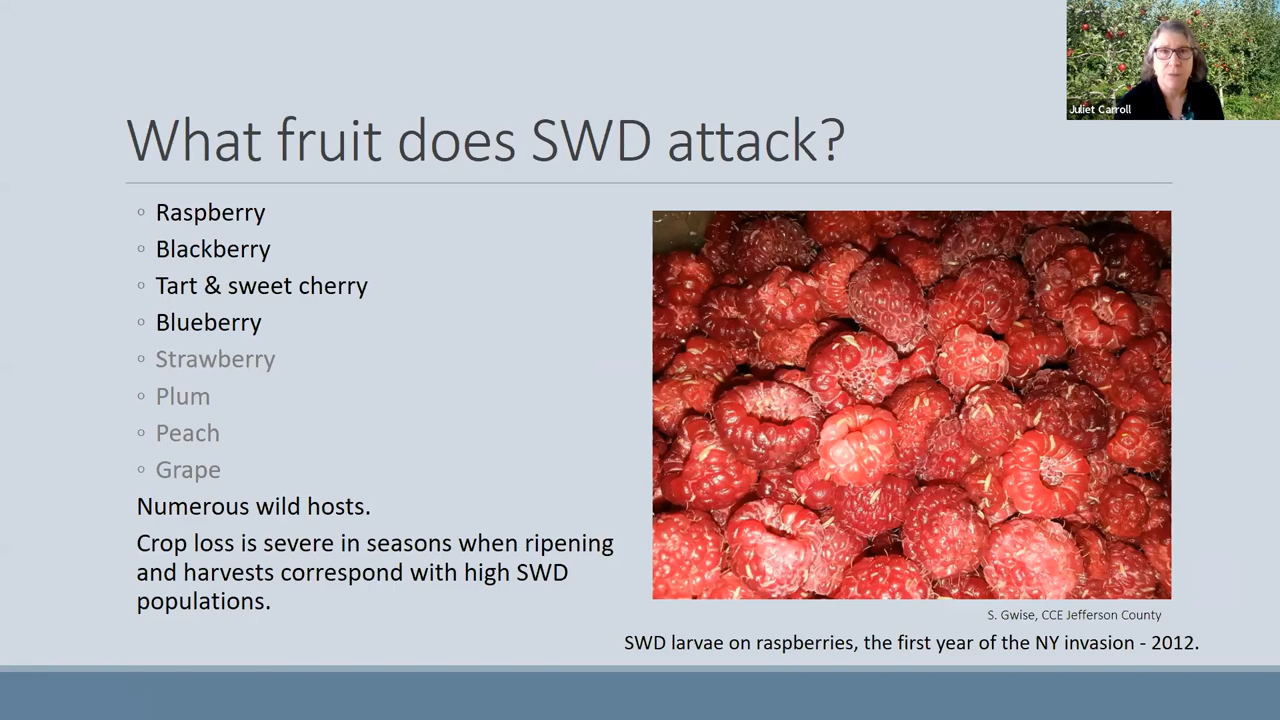 Juliet Carroll
What fruit does SWD attack?
◦ Raspberry
◦ Blackberry
◦ Tart & sweet cherry
◦ Blueberry
◦ Strawberry
◦ Plum
◦ Peach
◦ Grape
Numerous wild hosts.
Crop loss is severe in seasons when ripening
and harvests correspond with high SWD
populations.
S. Gwise, CCE Jefferson County
SWD larvae on raspberries, the first year of the NY invasion - 2012.